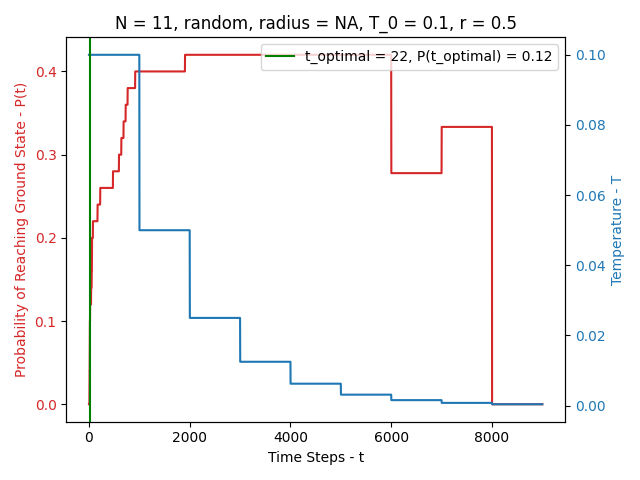 N = 11, random, radius = NA, T_0 = 0.1, r = 0.5
t_optimal = 22, P(t_optimal) = 0.12
Probability of Reaching Ground State - P(t)
0.4
0.3
0.2
0.1
0.0
0.10
0.08
0.06
0.04
0.02
0.00
Temperature - T
0 2000 4000 6000 8000
Time Steps - t